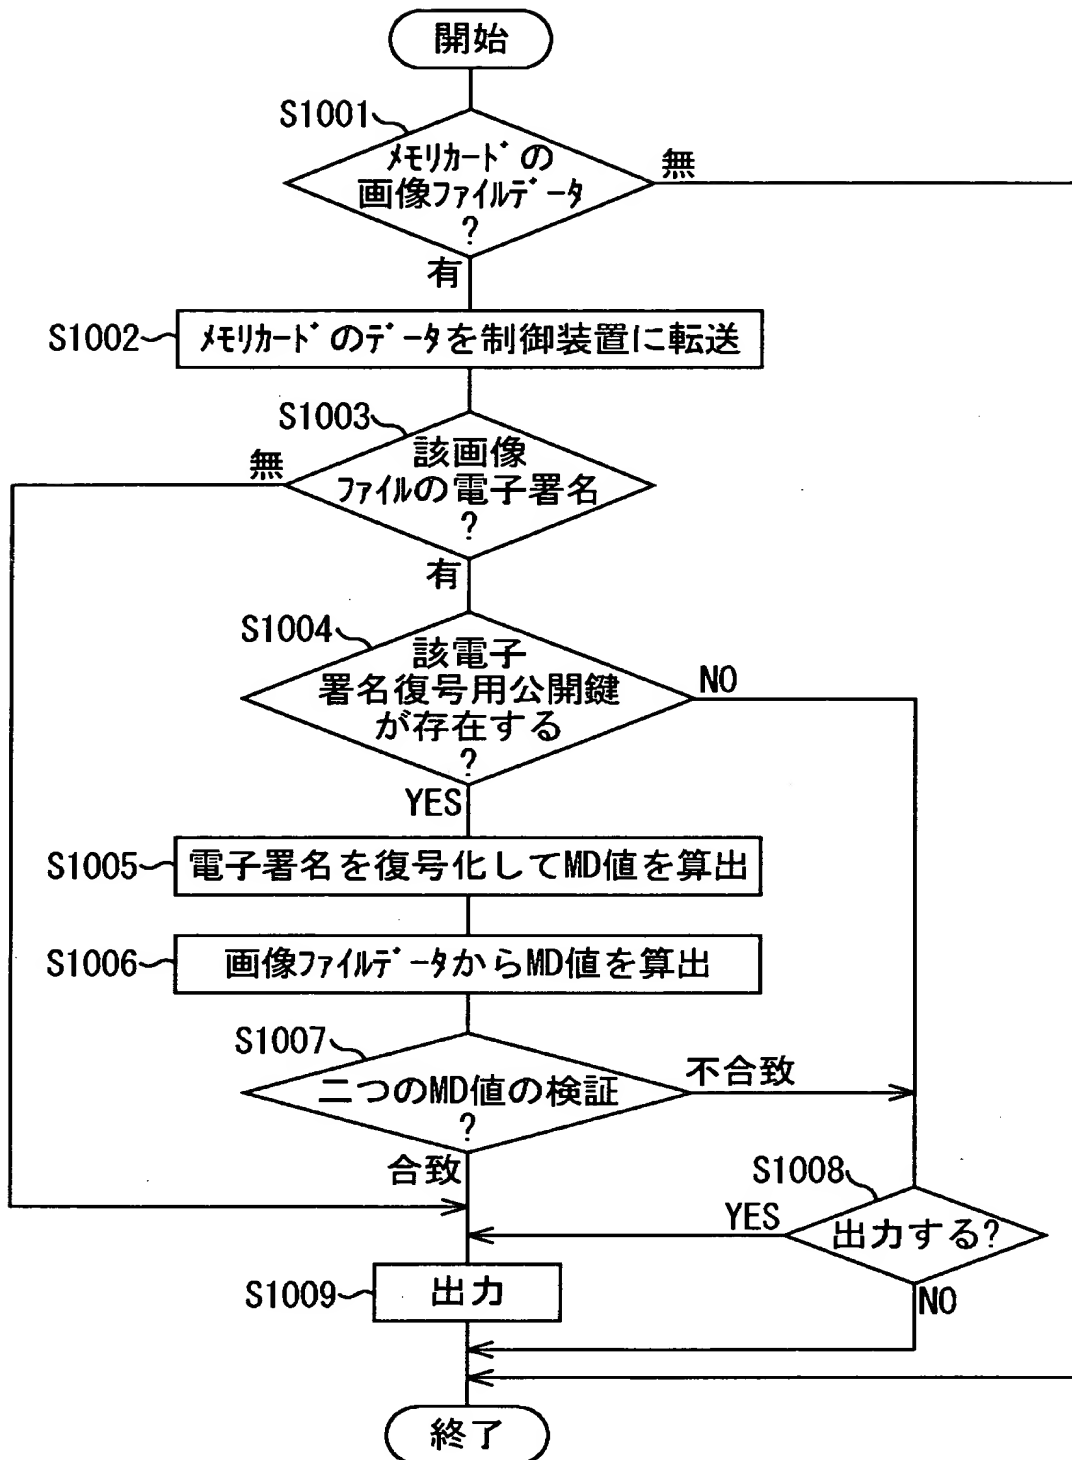 開始
S1001
メモリカードの
画像ファイルデータ
?
無
有
S1002
メモリカードのデータを制御装置に転送
S1003
該画像
ファイルの電子署名
?
無
有
S1004
該電子
署名復号用公開鍵
が存在する
?
NO
YES
S1005
電子署名を復号化してMD値を算出
S1006
画像ファイルデータからMD値を算出
S1007
二つのMD値の検証
?
不合致
合致
S1008
出力する?
YES
NO
S1009
出力
終了